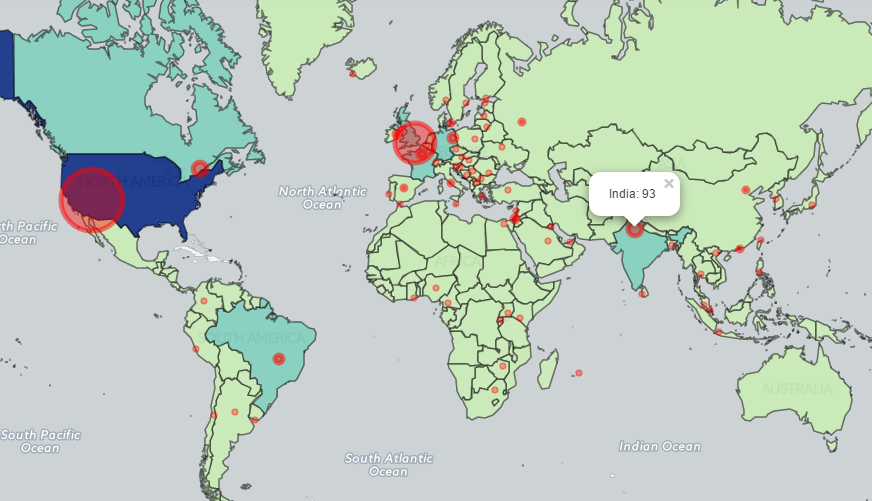 NORTH AMERICA
North Atlantic
Ocean
India: 93
×
th Pacific
Ocean
AFRICA
SOUTH AMERICA
AUSTRALIA
South Pacific
Ocean
South Atlantic
Ocean
Indian Ocean